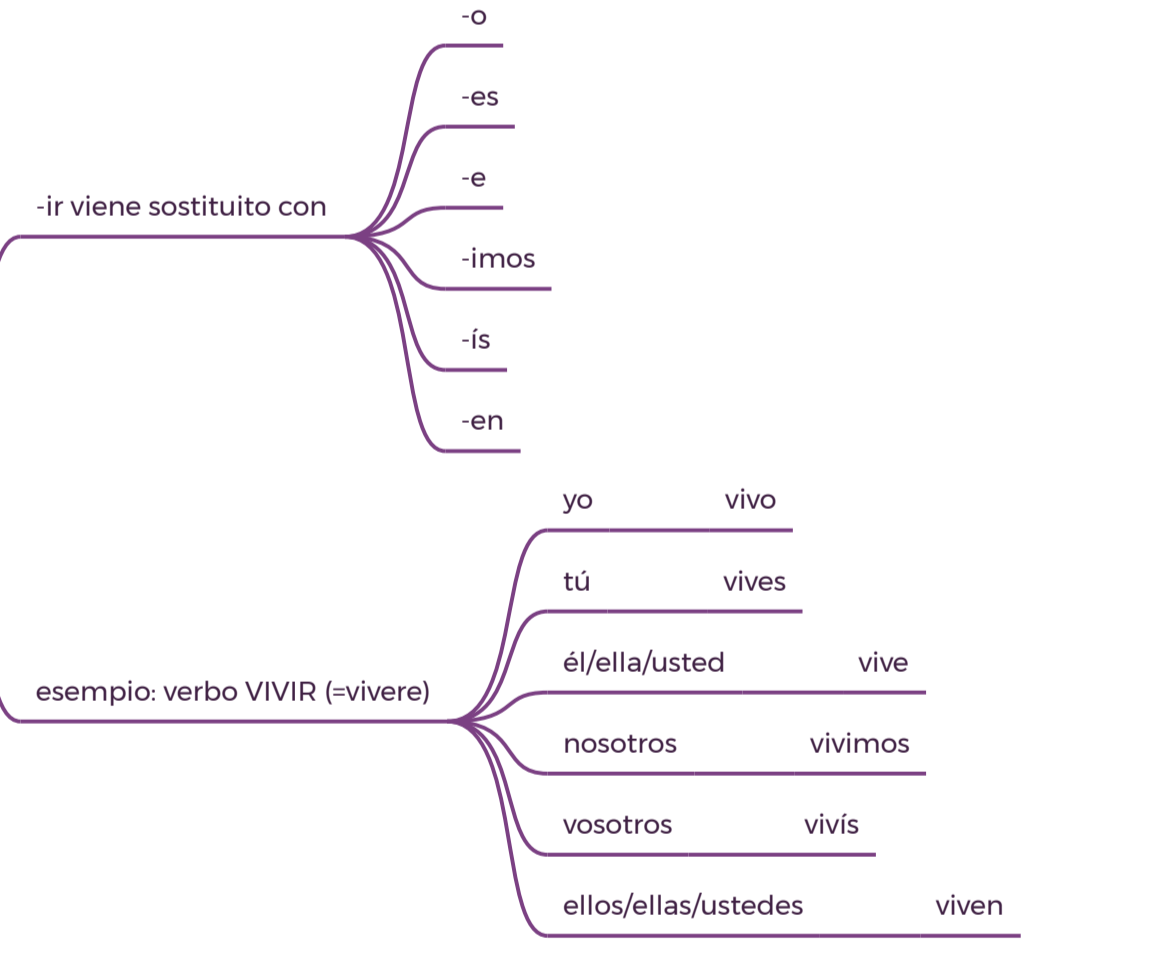 -ir viene sostituito con
-o
-es
-e
-imos
-ís
-en
esempio: verbo VIVIR (=vivere)
yo vivo
tú vives
él/ella/usted vive
nosotros vivimos
vosotros vivís
ellos/ellas/ustedes viven